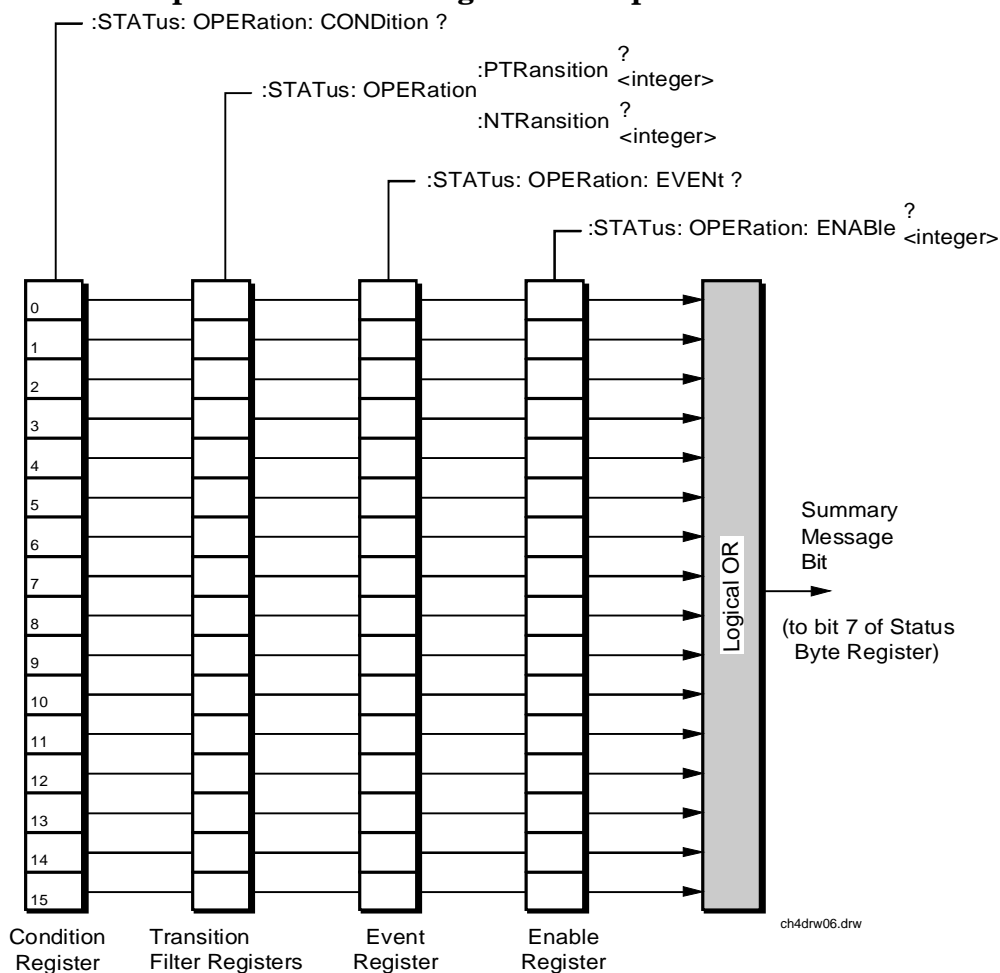 :STATus: OPERation: CONDition ?
:STATus: OPERation
:PTRansition ?
<integer>
:NTRansition ?
<integer>
:STATus: OPERation: EVENt ?
:STATus: OPERation: ENABle ?
<integer>
0
1
2
3
4
5
6
7
8
9
10
11
12
13
14
15
Logical OR
Summary
Message
Bit
(to bit 7 of Status
Byte Register)
ch4drw06.drw
Condition
Register
Transition
Filter Registers
Event
Register
Enable
Register